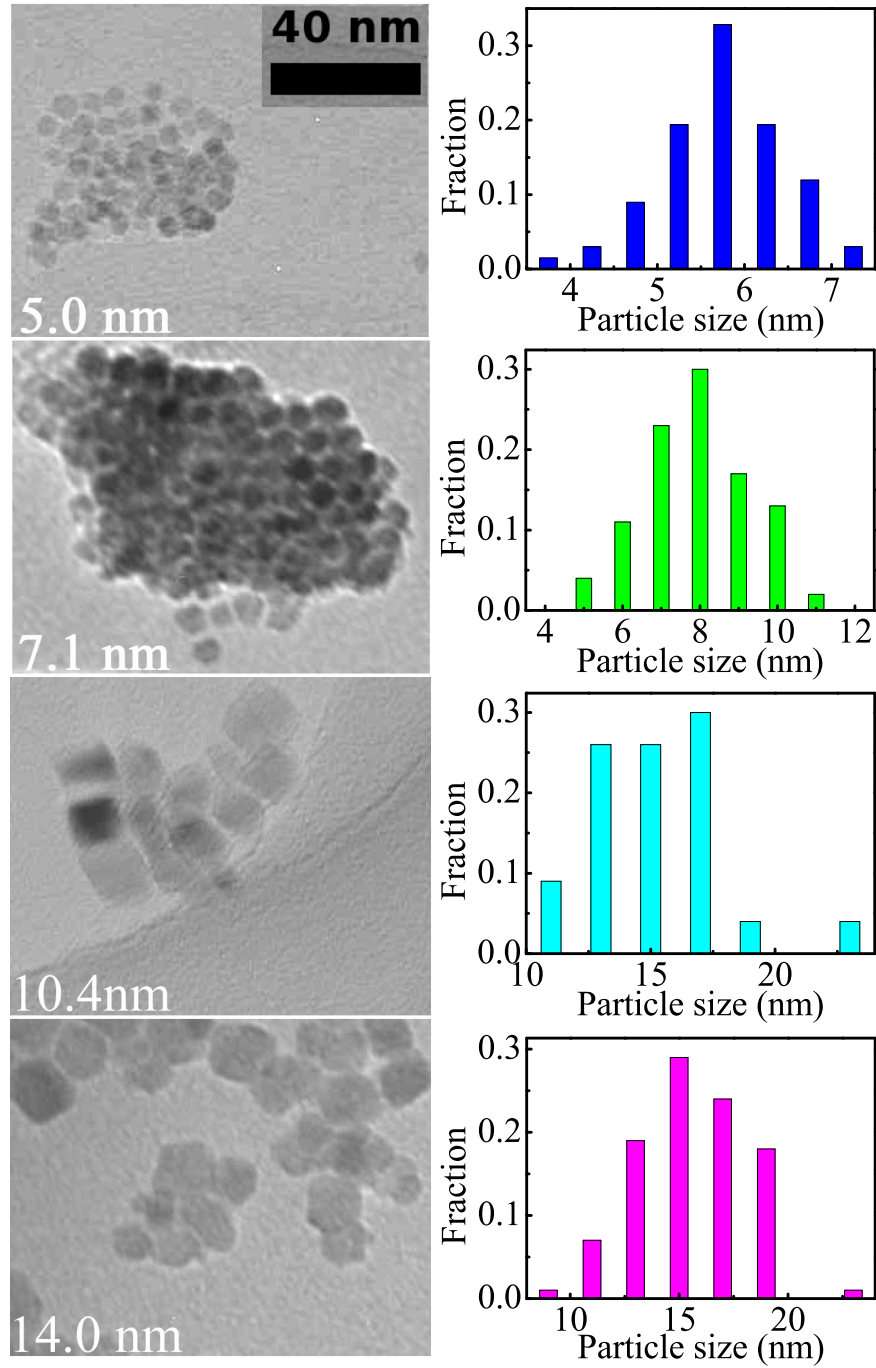 40 nm
5.0 nm
Fraction
0.3
0.2
0.1
0.0
4 5 6 7
Particle size (nm)
7.1 nm
Fraction
0.3
0.2
0.1
0.0
4 6 8 10 12
Particle size (nm)
10.4nm
Fraction
0.3
0.2
0.1
0.0
10 15 20
Particle size (nm)
14.0 nm
Fraction
0.3
0.2
0.1
0.0
10 15 20
Particle size (nm)